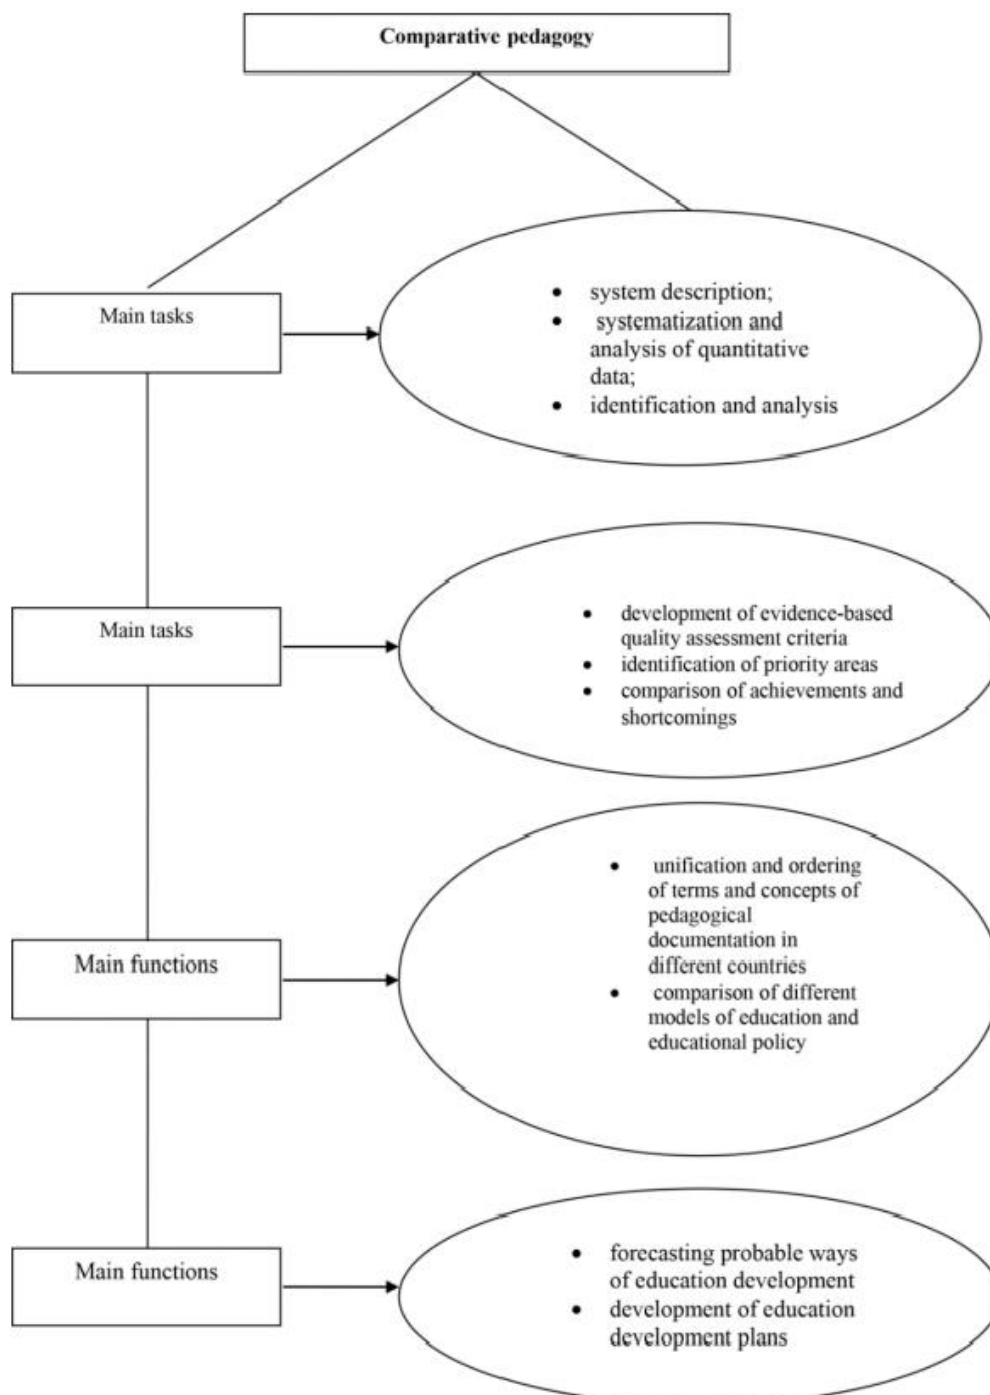 Comparative pedagogy
Main tasks
• system description;
• systematization and
analysis of quantitative
data;
• identification and analysis
Main tasks
• development of evidence-based
quality assessment criteria
• identification of priority areas
• comparison of achievements and
shortcomings
Main functions
• unification and ordering
of terms and concepts of
pedagogical
documentation in
different countries
• comparison of different
models of education and
educational policy
Main functions
• forecasting probable ways
of education development
• development of education
development plans